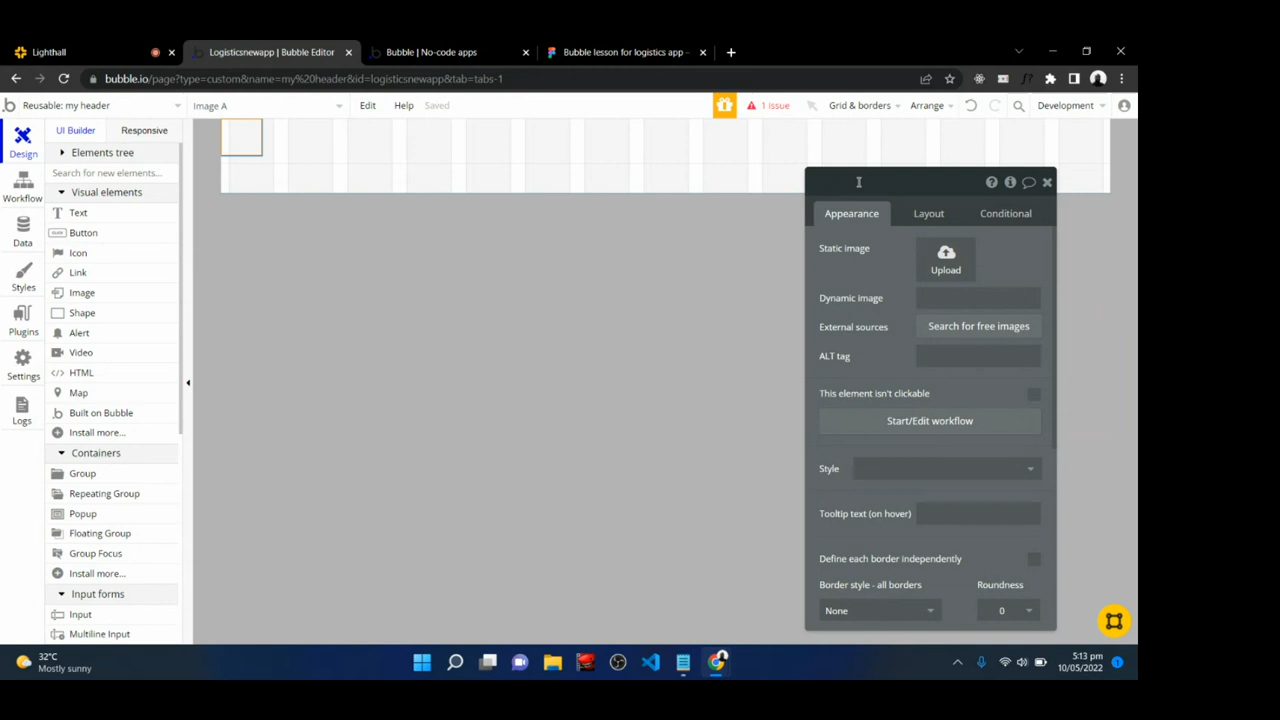 Lighthall
Logisticsnewapp | Bubble Editor
Bubble | No-code apps
Bubble lesson for logistics app –
bubble.io/page?type=custom&name=my%20header&id=logisticsnewapp&tab=tabs-1
Reusable: my header
Image A
Edit
Help
Saved
1 issue
Grid & borders
Arrange
Development
Design
Workflow
Data
Styles
Plugins
Settings
Logs
UI Builder
Responsive
Elements tree
Search for new elements...
Visual elements
Text
CLICK
Button
Icon
Link
Image
Shape
Alert
Video
</> HTML
Map
Built on Bubble
Install more...
Containers
Group
Repeating Group
Popup
Floating Group
Group Focus
Install more...
Input forms
Input
Multiline Input
Appearance
Layout
Conditional
Static image
Upload
Dynamic image
External sources
Search for free images
ALT tag
This element isn't clickable
Start/Edit workflow
Style
Tooltip text (on hover)
Define each border independently
Border style - all borders
Roundness
None
0
32°C
Mostly sunny
5:13 pm
10/05/2022
1